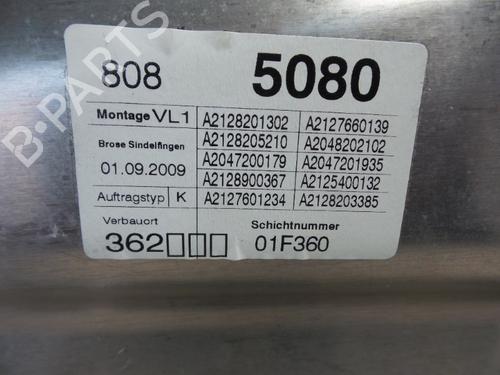 808 5080
Montage VL1 A2128201302 A2127660139
Brose Sindelfingen A2128205210 A2048202102
01.09.2009 A2047200179 A2047201935
A2128900367 A2125400132
Auftragstyp K A2127601234 A2128203385
Verbauort Schichtnummer
362□□□ 01F360
B-PARTS